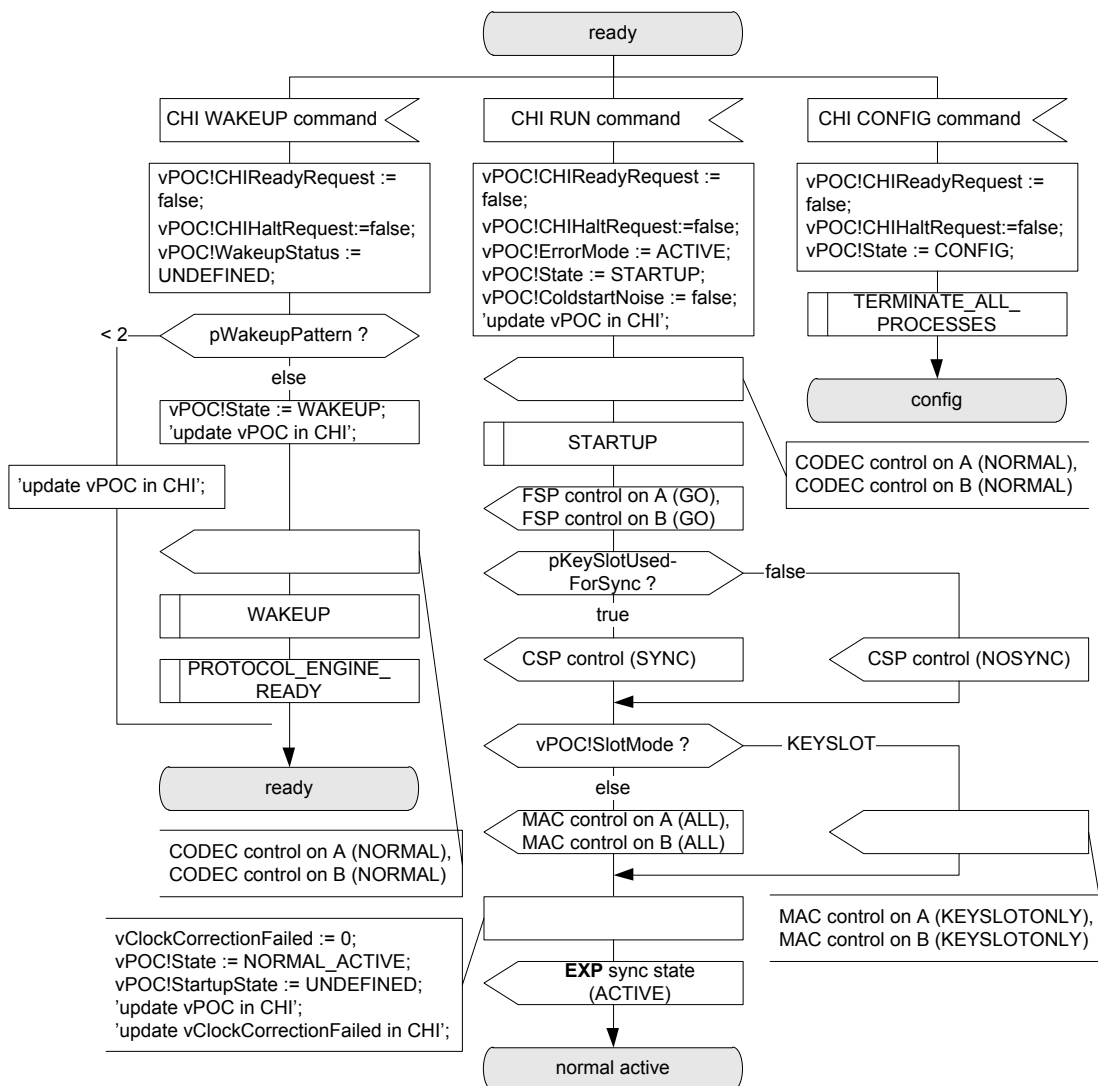 ready
CHI WAKEUP command
CHI RUN command
CHI CONFIG command
vPOC!CHIReadyRequest :=
false;
vPOC!CHIHaltRequest:=false;
vPOC!WakeupStatus :=
UNDEFINED;
vPOC!CHIReadyRequest :=
false;
vPOC!CHIHaltRequest:=false;
vPOC!ErrorMode := ACTIVE;
vPOC!State := STARTUP;
vPOC!ColdstartNoise := false;
'update vPOC in CHI';
vPOC!CHIReadyRequest :=
false;
vPOC!CHIHaltRequest:=false;
vPOC!State := CONFIG;
TERMINATE_ALL_
PROCESSES
config
< 2
pWakeupPattern ?
else
vPOC!State := WAKEUP;
'update vPOC in CHI';
'update vPOC in CHI';
STARTUP
CODEC control on A (NORMAL),
CODEC control on B (NORMAL)
FSP control on A (GO),
FSP control on B (GO)
pKeySlotUsed-
ForSync ?
false
true
WAKEUP
CSP control (SYNC)
CSP control (NOSYNC)
PROTOCOL_ENGINE_
READY
vPOC!SlotMode ?
KEYSLOT
ready
else
MAC control on A (ALL),
MAC control on B (ALL)
CODEC control on A (NORMAL),
CODEC control on B (NORMAL)
MAC control on A (KEYSLOTONLY),
MAC control on B (KEYSLOTONLY)
vClockCorrectionFailed := 0;
vPOC!State := NORMAL_ACTIVE;
vPOC!StartupState := UNDEFINED;
'update vPOC in CHI';
'update vClockCorrectionFailed in CHI';
EXP sync state
(ACTIVE)
normal active